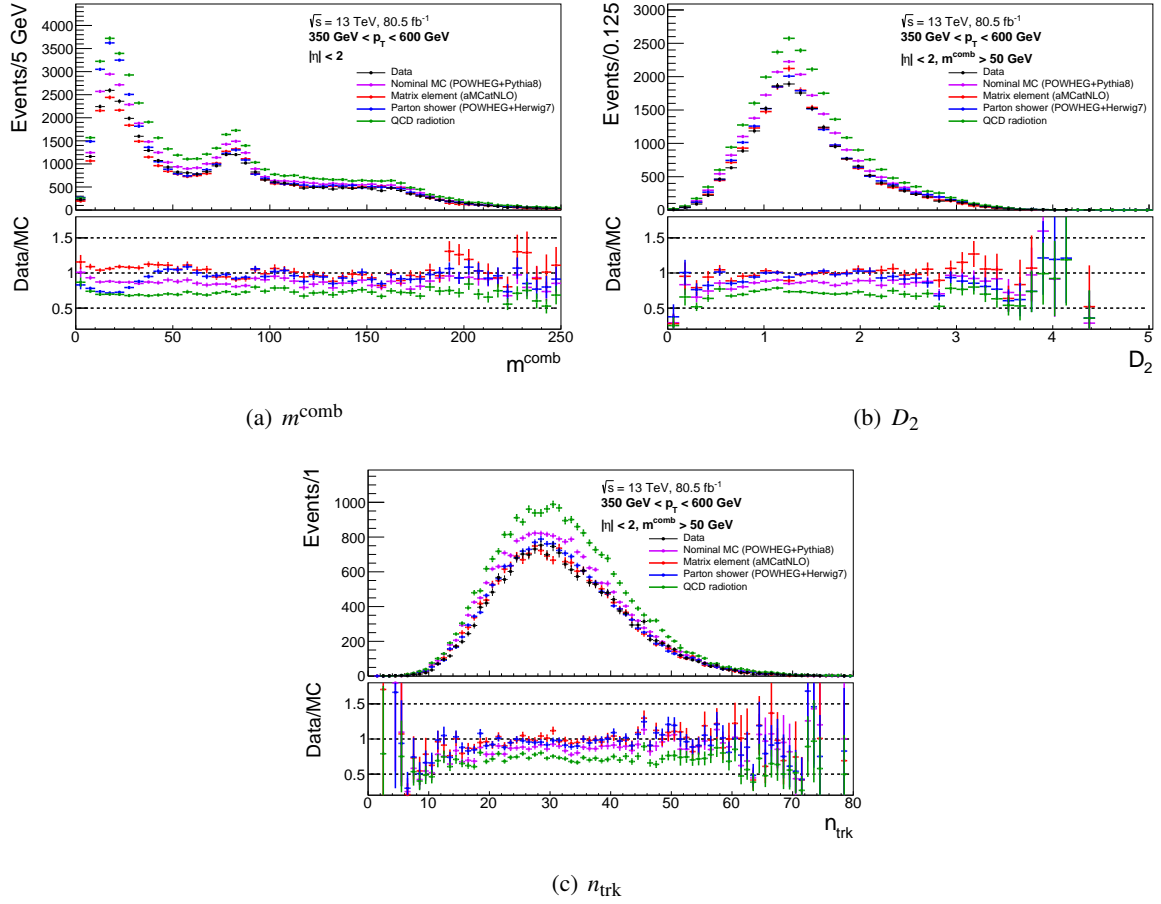 Events/5 GeV
4000
3500
3000
2500
2000
1500
1000
500
0
√s = 13 TeV, 80.5 fb⁻¹
350 GeV < p_T < 600 GeV
|η| < 2
Data
Nominal MC (POWHEG+Pythia8)
Matrix element (aMCatNLO)
Parton shower (POWHEG+Herwig7)
QCD radiotion
Data/MC
1.5
1
0.5
0 50 100 150 200 250
m^comb
(a) m^comb
Events/0.125
3000
2500
2000
1500
1000
500
0
√s = 13 TeV, 80.5 fb⁻¹
350 GeV < p_T < 600 GeV
|η| < 2, m^comb > 50 GeV
Data
Nominal MC (POWHEG+Pythia8)
Matrix element (aMCatNLO)
Parton shower (POWHEG+Herwig7)
QCD radiotion
Data/MC
1.5
1
0.5
0 1 2 3 4 5
D₂
(b) D₂
Events/1
1000
800
600
400
200
0
√s = 13 TeV, 80.5 fb⁻¹
350 GeV < p_T < 600 GeV
|η| < 2, m^comb > 50 GeV
Data
Nominal MC (POWHEG+Pythia8)
Matrix element (aMCatNLO)
Parton shower (POWHEG+Herwig7)
QCD radiotion
Data/MC
1.5
1
0.5
0 10 20 30 40 50 60 70 80
n_trk
(c) n_trk